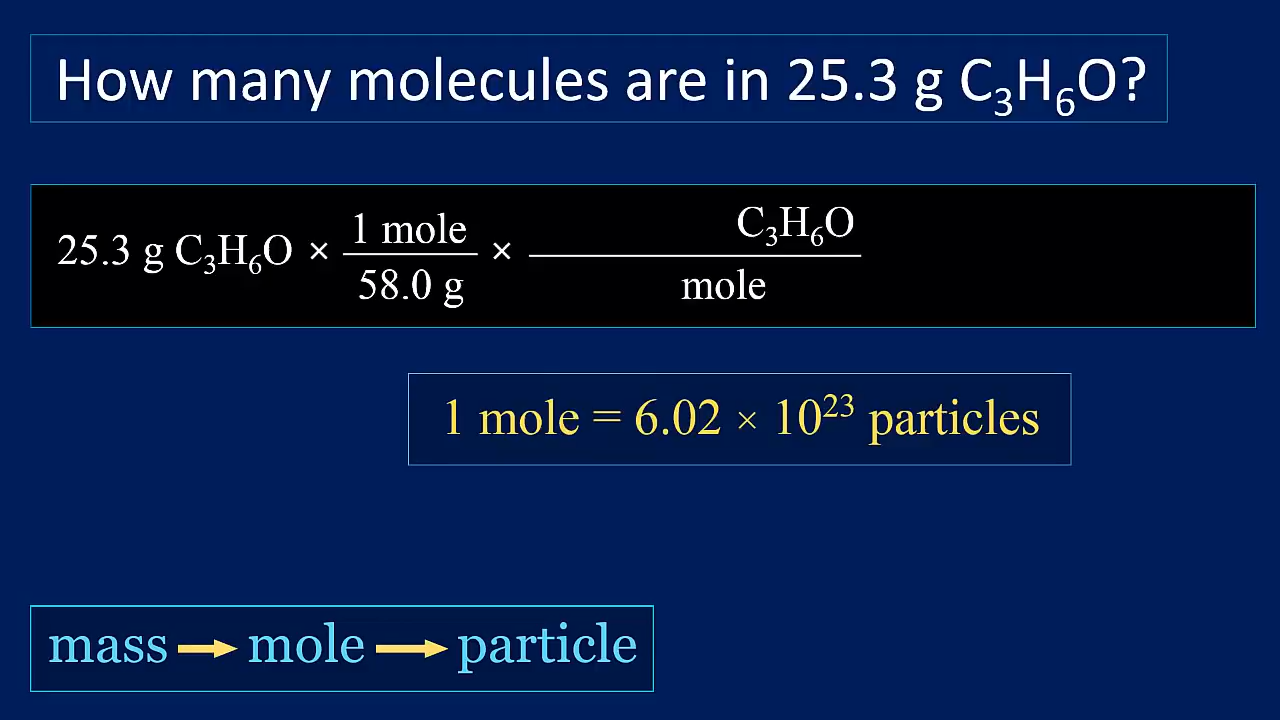 How many molecules are in 25.3 g C₃H₆O?
25.3 g C₃H₆O × 1 mole / 58.0 g × C₃H₆O / mole
1 mole = 6.02 × 10²³ particles
mass → mole → particle